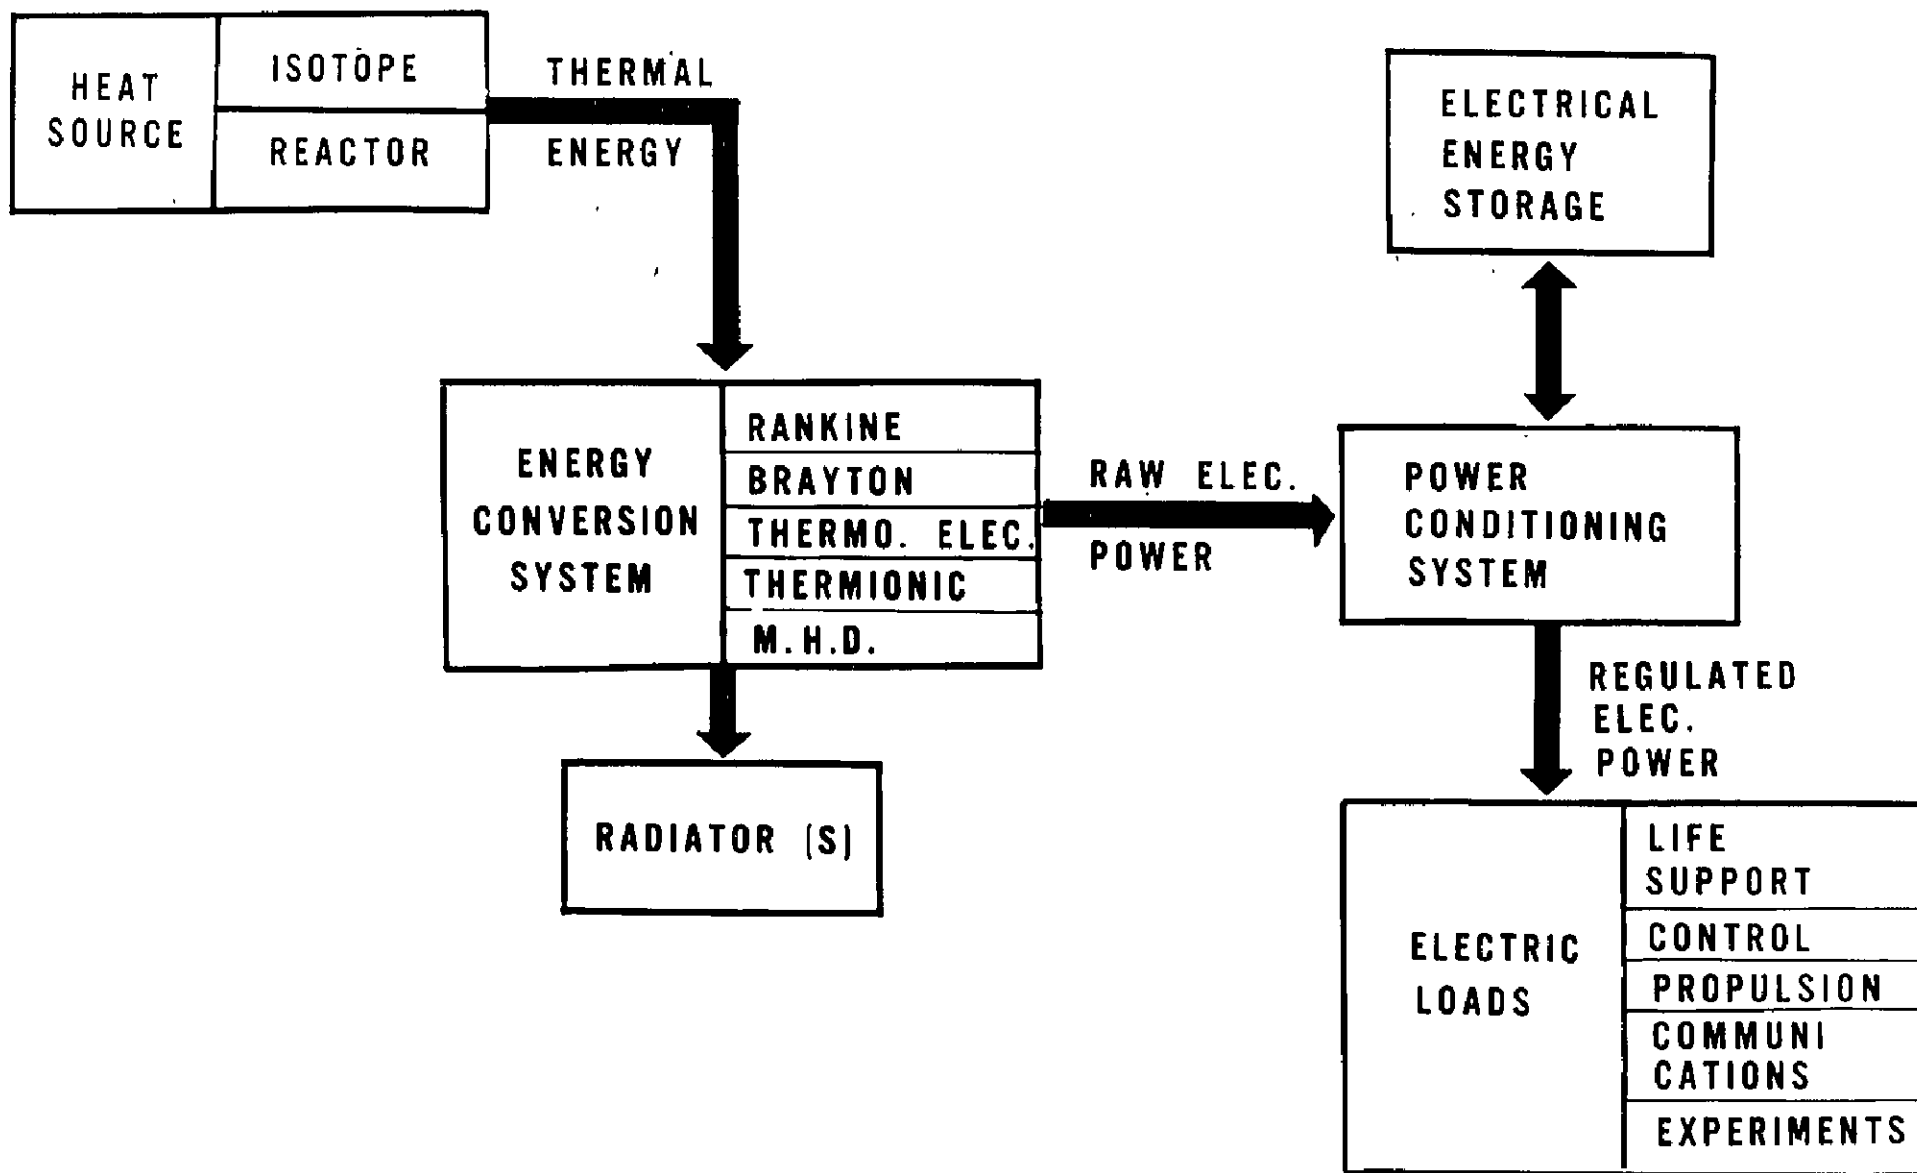 HEAT
SOURCE
ISOTOPE
REACTOR
THERMAL
ENERGY
ELECTRICAL
ENERGY
STORAGE
ENERGY
CONVERSION
SYSTEM
RANKINE
BRAYTON
THERMO. ELEC.
THERMIONIC
M.H.D.
RAW ELEC.
POWER
POWER
CONDITIONING
SYSTEM
RADIATOR (S)
REGULATED
ELEC.
POWER
ELECTRIC
LOADS
LIFE
SUPPORT
CONTROL
PROPULSION
COMMUNI
CATIONS
EXPERIMENTS